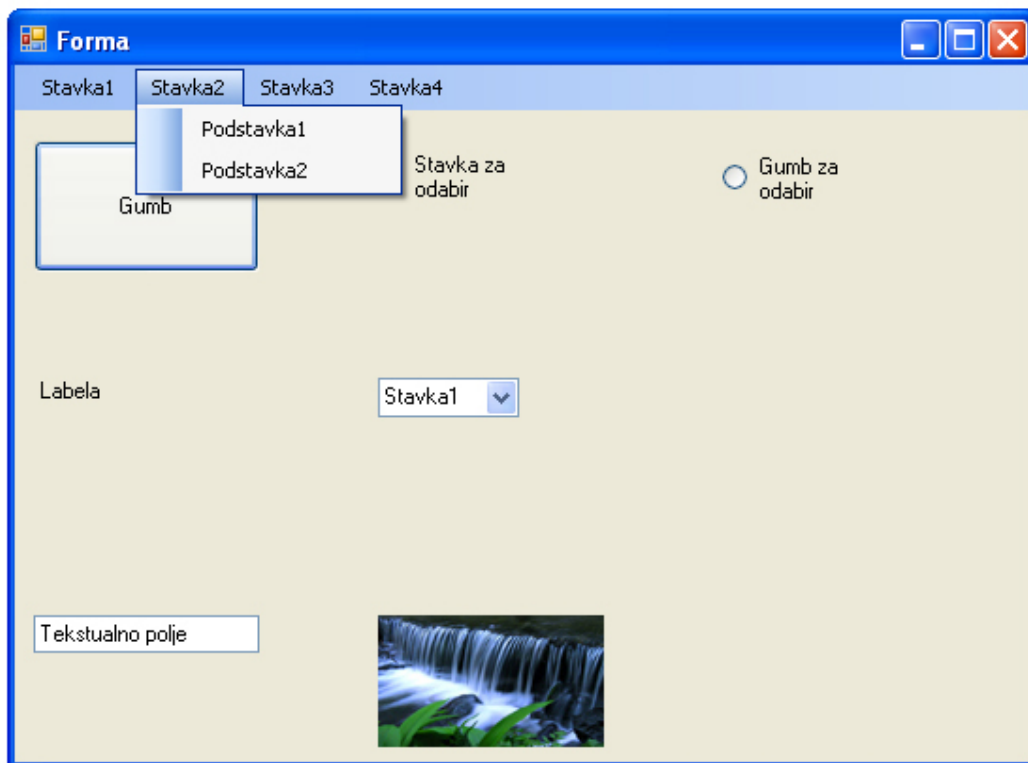 Forma
Stavka1 Stavka2 Stavka3 Stavka4
Podstavka1
Podstavka2
Gumb
Stavka za
odabir
Gumb za
odabir
Labela
Stavka1
Tekstualno polje